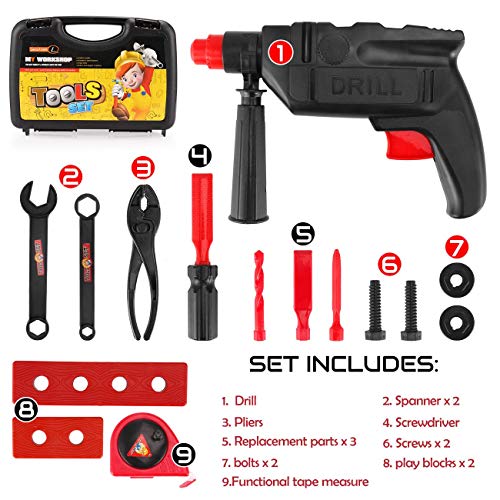 MY WORKSHOP
TOOLS
SET
DRILL
1
2
3
4
5
6
7
8
9
SET INCLUDES:
1. Drill
2. Spanner x 2
3. Pliers
4. Screwdriver
5. Replacement parts x 3
6. Screws x 2
7. bolts x 2
8. play blocks x 2
9.Functional tape measure